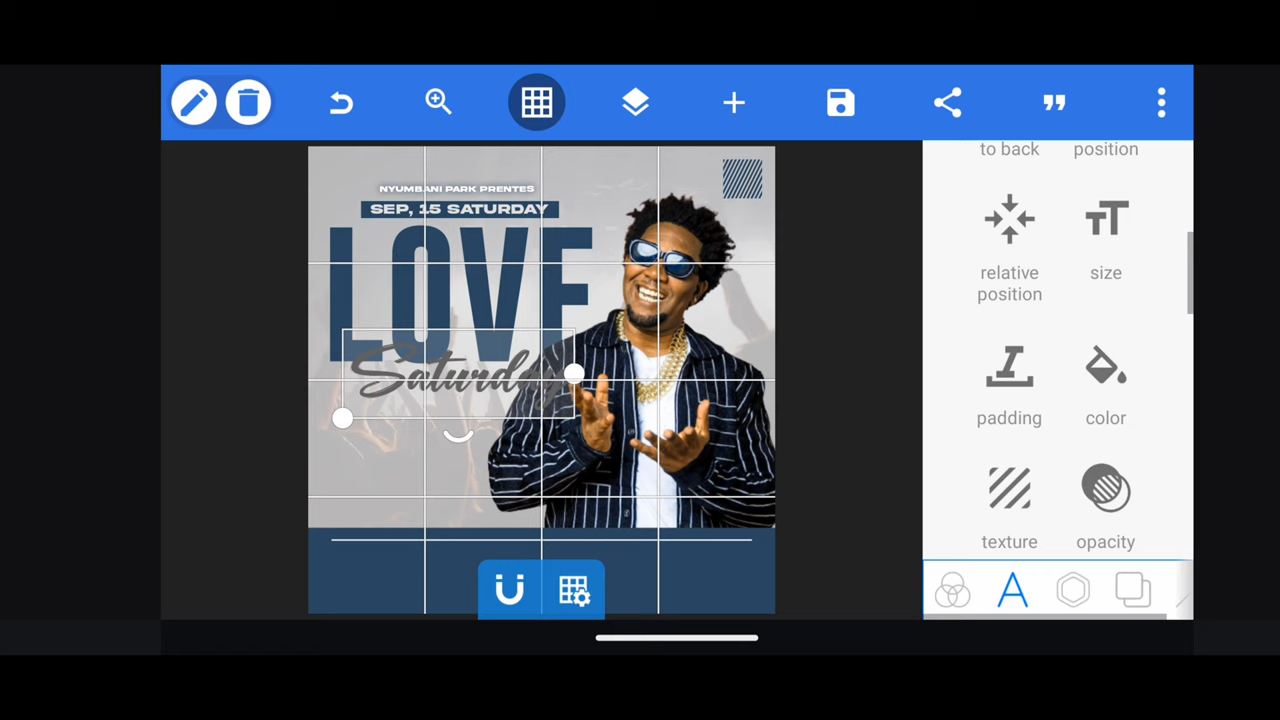 to back
position
NYUMBANI PARK PRENTES
SEP, 15 SATURDAY
LOVE
Saturday
relative
position
size
padding
color
texture
opacity